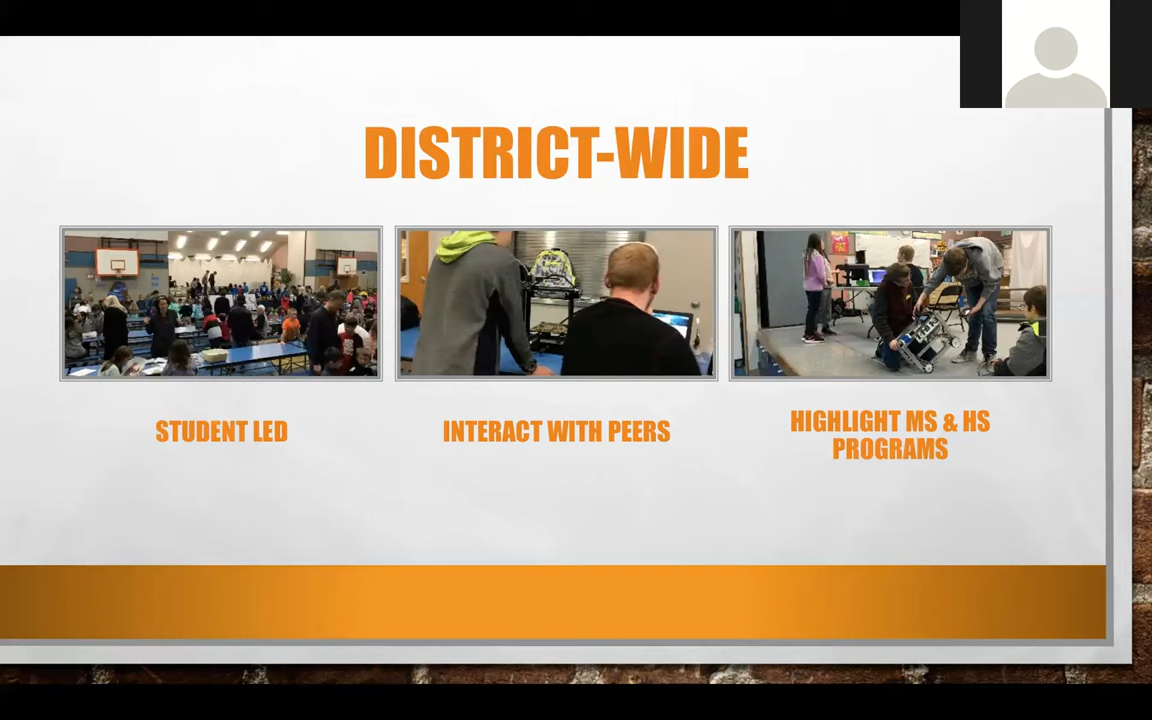 DISTRICT-WIDE
STUDENT LED
INTERACT WITH PEERS
HIGHLIGHT MS & HS
PROGRAMS